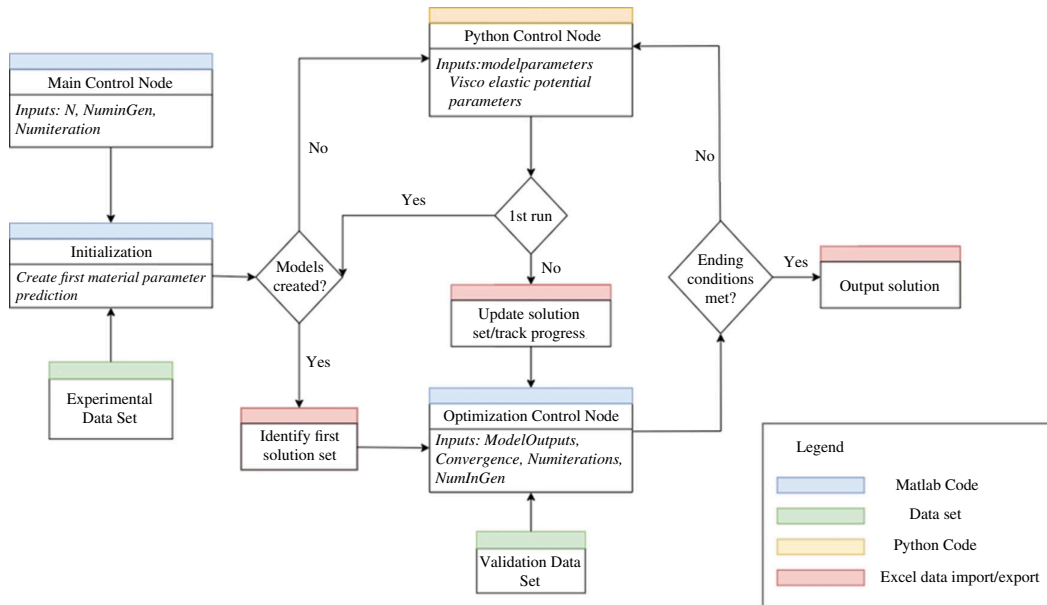 Python Control Node
Inputs:modelparameters
Visco elastic potential
parameters
Main Control Node
Inputs: N, NuminGen,
Numiteration
No
No
Yes
1st run
Initialization
Create first material parameter
prediction
Models
created?
No
Ending
conditions
met?
Yes
Output solution
Update solution
set/track progress
Yes
Experimental
Data Set
Identify first
solution set
Optimization Control Node
Inputs: ModelOutputs,
Convergence, Numiterations,
NumInGen
Validation Data
Set
Legend
Matlab Code
Data set
Python Code
Excel data import/export